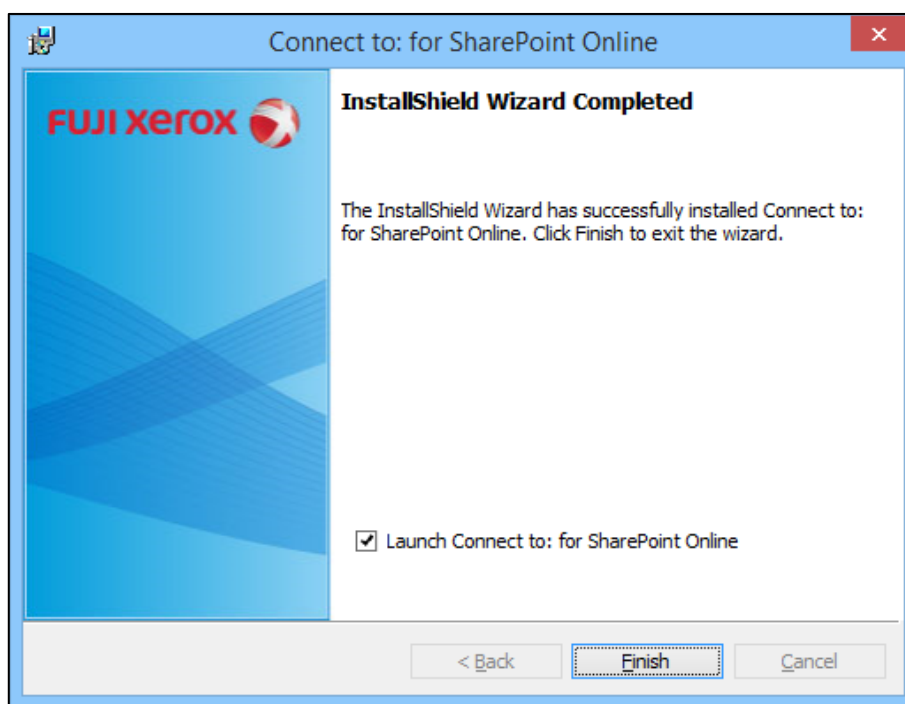 Connect to: for SharePoint Online
FUJI xerox
InstallShield Wizard Completed
The InstallShield Wizard has successfully installed Connect to:
for SharePoint Online. Click Finish to exit the wizard.
Launch Connect to: for SharePoint Online
< Back
Finish
Cancel